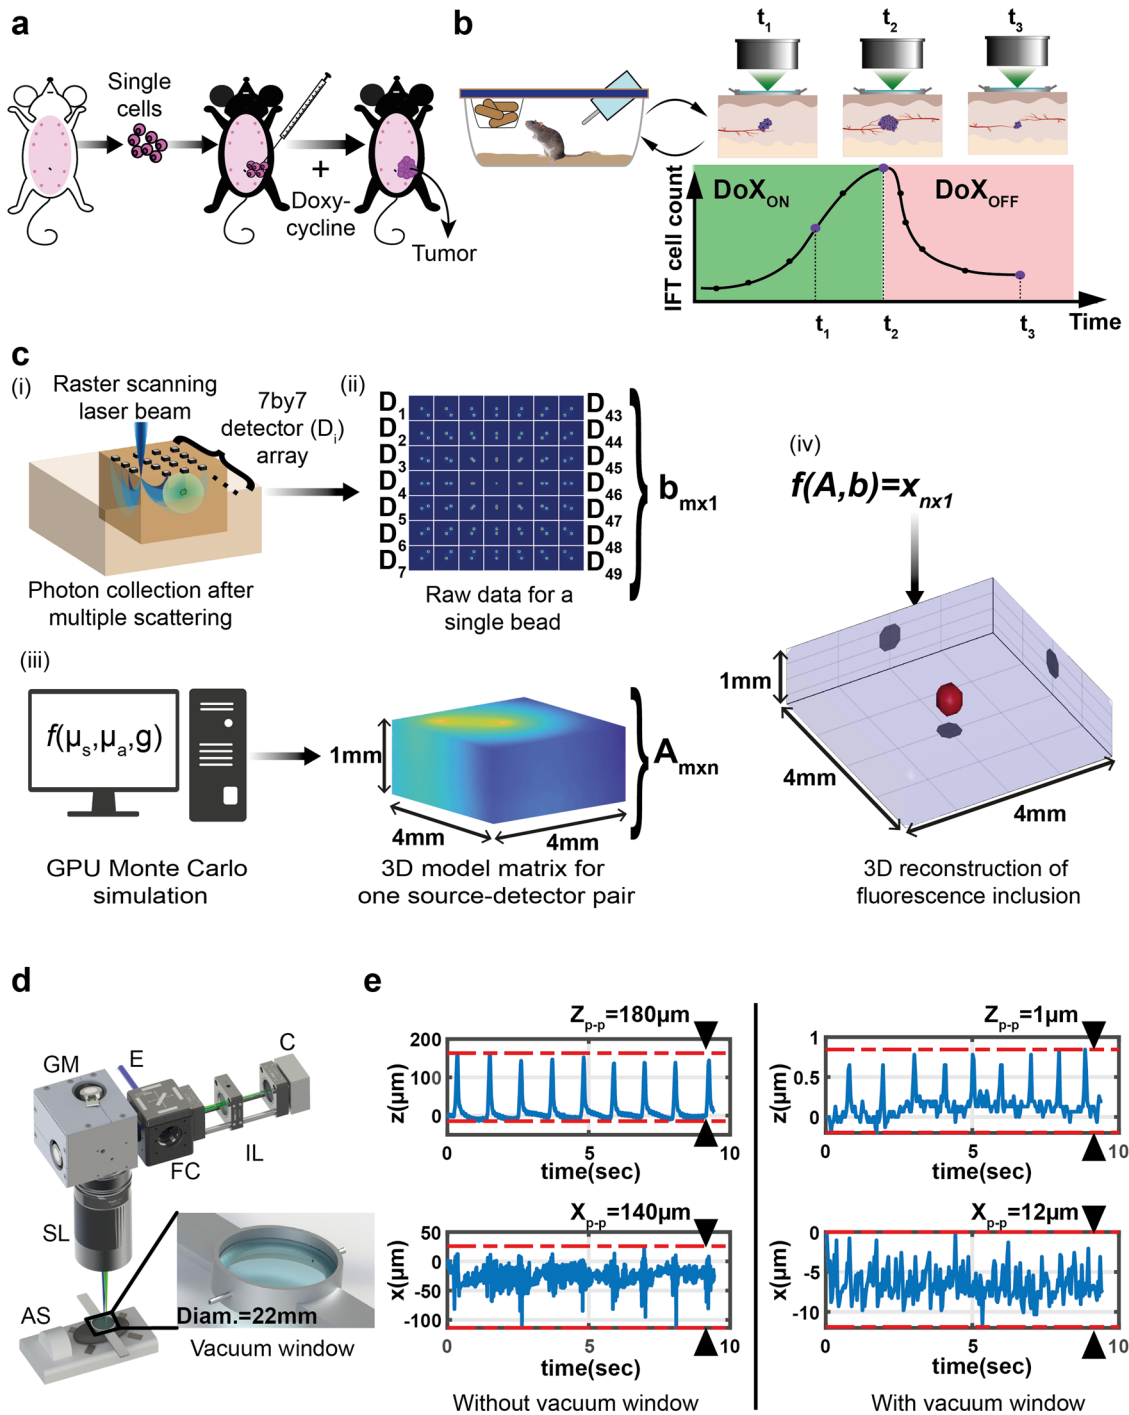 a
Single
cells
+
Doxy-
cycline
Tumor
b
t1
t2
t3
IFT cell count
DoXON
DoXOFF
t1
t2
t3
Time
c
(i)
Raster scanning
laser beam
7by7
detector (Di)
array
Photon collection after
multiple scattering
(ii)
D1
D2
D3
D4
D5
D6
D7
D43
D44
D45
D46
D47
D48
D49
bmx1
Raw data for a
single bead
(iii)
f(μs,μa,g)
GPU Monte Carlo
simulation
1mm
4mm
4mm
Amxn
3D model matrix for
one source-detector pair
(iv)
f(A,b)=xnx1
1mm
4mm
4mm
3D reconstruction of
fluorescence inclusion
d
GM
E
C
FC
IL
SL
AS
Diam.=22mm
Vacuum window
e
Zp-p=180μm
z(μm)
200
100
0
0
5
10
time(sec)
Xp-p=140μm
x(μm)
50
0
-50
-100
0
5
10
time(sec)
Without vacuum window
Zp-p=1μm
z(μm)
1
0.5
0
0
5
10
time(sec)
Xp-p=12μm
x(μm)
0
-5
-10
0
5
10
time(sec)
With vacuum window